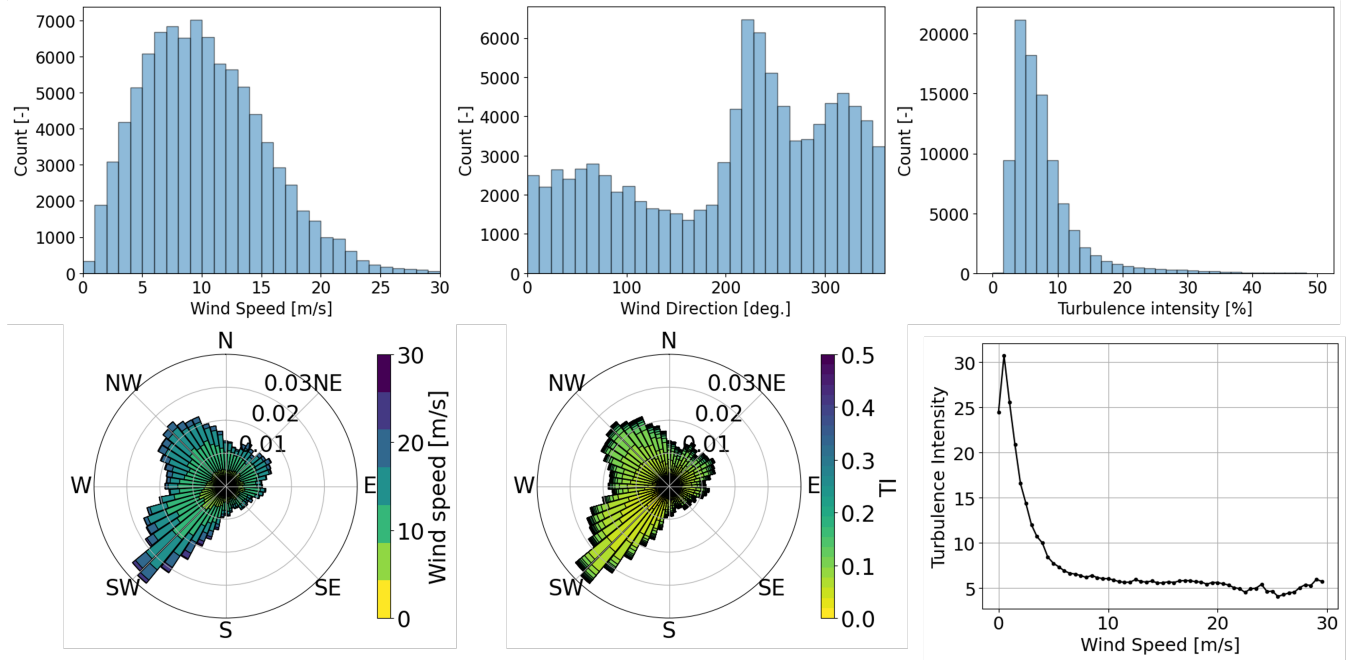 7000
6000
5000
4000
3000
2000
1000
0
Count [-]
0 5 10 15 20 25 30
Wind Speed [m/s]
6000
5000
4000
3000
2000
1000
0
Count [-]
0 100 200 300
Wind Direction [deg.]
20000
15000
10000
5000
0
Count [-]
0 10 20 30 40 50
Turbulence intensity [%]
N
NW
0.03NE
0.02
0.01
W
E
SW
SE
S
30
20
10
0
Wind speed [m/s]
N
NW
0.03NE
0.02
0.01
W
E
SW
SE
S
0.5
0.4
0.3
0.2
0.1
0.0
TI
30
25
20
15
10
5
Turbulence Intensity
0 10 20 30
Wind Speed [m/s]